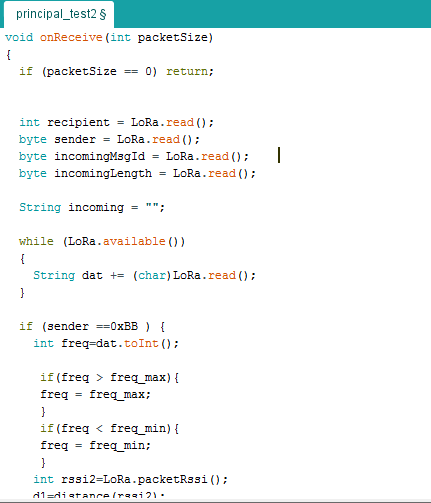 principal_test2 §
void onReceive(int packetSize)
{
if (packetSize == 0) return;
int recipient = LoRa.read();
byte sender = LoRa.read();
byte incomingMsgId = LoRa.read();
byte incomingLength = LoRa.read();
String incoming = "";
while (LoRa.available())
{
String dat += (char)LoRa.read();
}
if (sender ==0xBB ) {
int freq=dat.toInt();
if(freq > freq_max){
freq = freq_max;
}
if(freq < freq_min){
freq = freq_min;
}
int rssi2=LoRa.packetRssi();
d1=distance(rssi2);